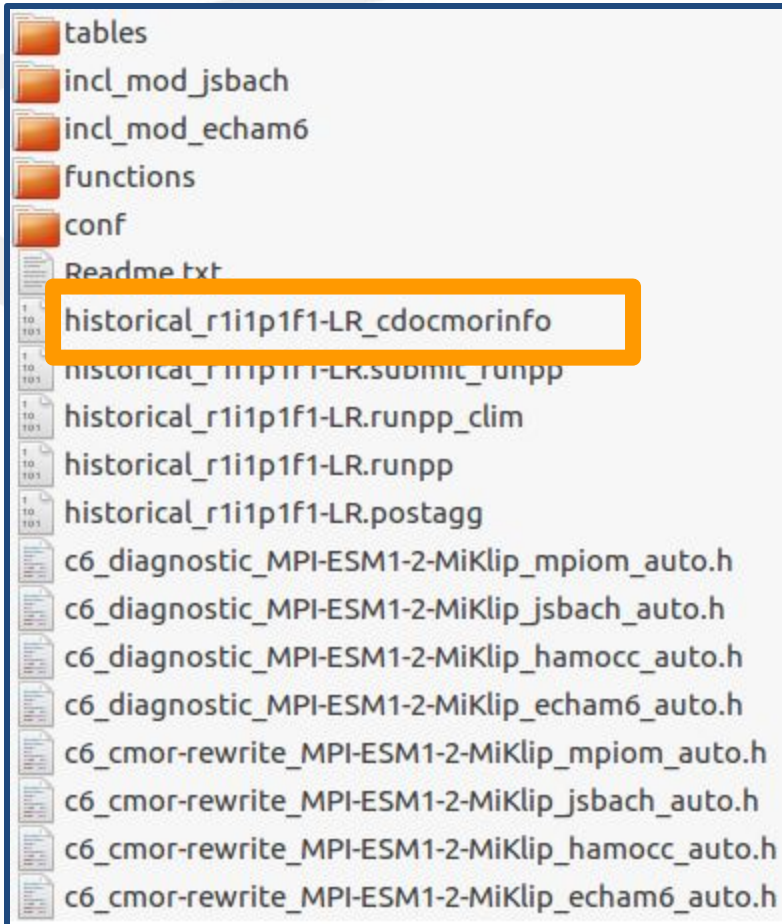 tables
incl_mod_jsbach
incl_mod_echam6
functions
conf
Readme.txt
historical_r1i1p1f1-LR_cdocmorinfo
historical_r1i1p1f1-LR.submit_runpp
historical_r1i1p1f1-LR.runpp_clim
historical_r1i1p1f1-LR.runpp
historical_r1i1p1f1-LR.postagg
c6_diagnostic_MPI-ESM1-2-MiKlip_mpiom_auto.h
c6_diagnostic_MPI-ESM1-2-MiKlip_jsbach_auto.h
c6_diagnostic_MPI-ESM1-2-MiKlip_hamocc_auto.h
c6_diagnostic_MPI-ESM1-2-MiKlip_echam6_auto.h
c6_cmor-rewrite_MPI-ESM1-2-MiKlip_mpiom_auto.h
c6_cmor-rewrite_MPI-ESM1-2-MiKlip_jsbach_auto.h
c6_cmor-rewrite_MPI-ESM1-2-MiKlip_hamocc_auto.h
c6_cmor-rewrite_MPI-ESM1-2-MiKlip_echam6_auto.h